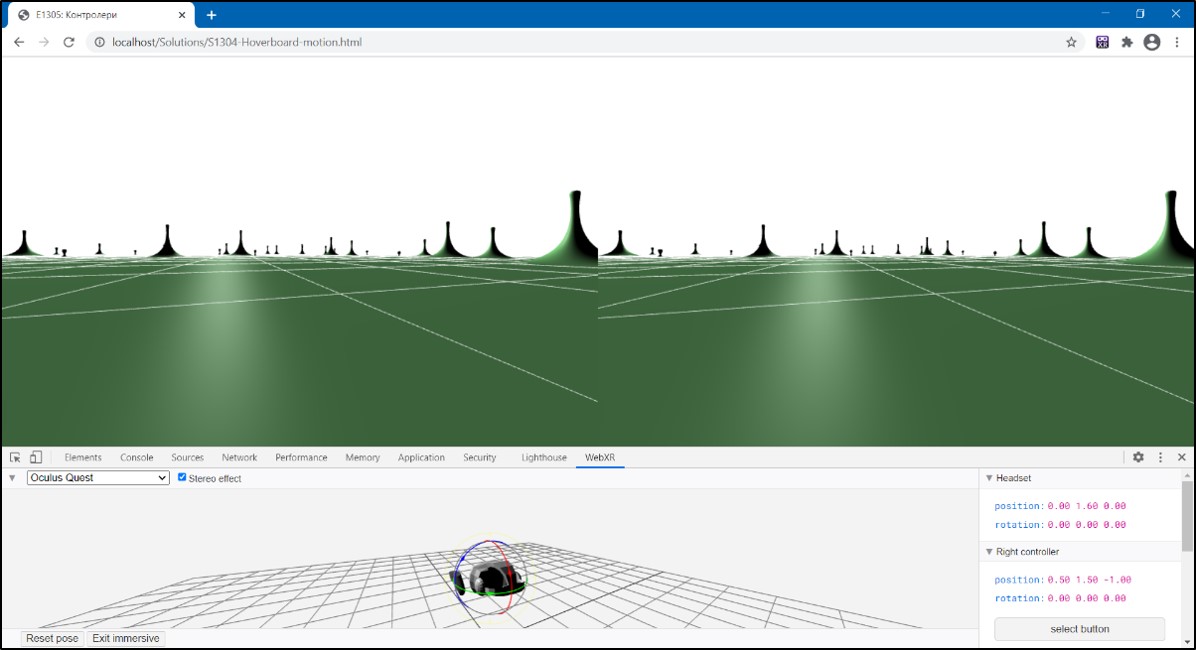 E1305: Контролери
localhost/Solutions/S1304-Hoverboard-motion.html
Elements Console Sources Network Performance Memory Application Security Lighthouse WebXR
Oculus Quest Stereo effect
Headset
position: 0.00 1.60 0.00
rotation: 0.00 0.00 0.00
Right controller
position: 0.50 1.50 -1.00
rotation: 0.00 0.00 0.00
select button
Reset pose Exit immersive